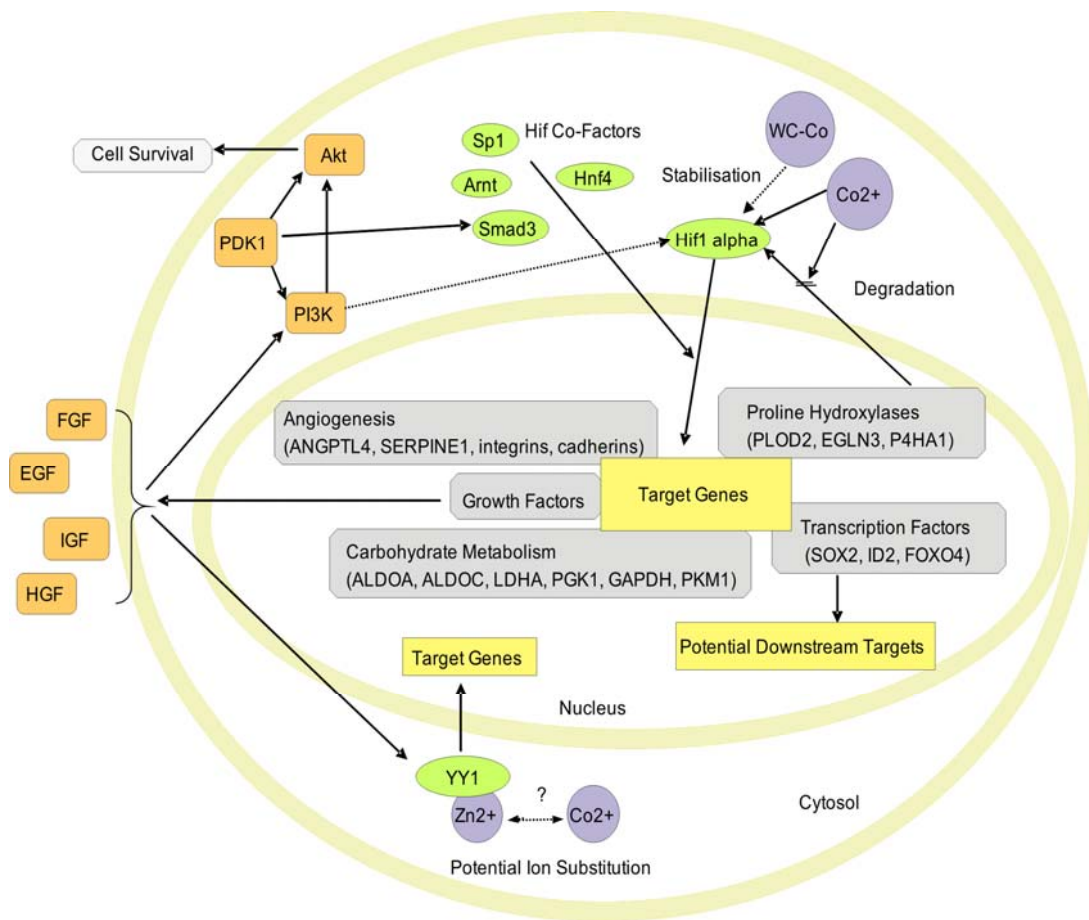 WC-Co
Sp1
Hif Co-Factors
Cell Survival
Akt
Hnf4
Stabilisation
Arnt
Co2+
Smad3
PDK1
Hif1 alpha
Degradation
PI3K
FGF
Angiogenesis
(ANGPTL4, SERPINE1, integrins, cadherins)
Proline Hydroxylases
(PLOD2, EGLN3, P4HA1)
EGF
Growth Factors
Target Genes
IGF
Carbohydrate Metabolism
(ALDOA, ALDOC, LDHA, PGK1, GAPDH, PKM1)
Transcription Factors
(SOX2, ID2, FOXO4)
HGF
Target Genes
Potential Downstream Targets
Nucleus
YY1
?
Zn2+
Co2+
Cytosol
Potential Ion Substitution